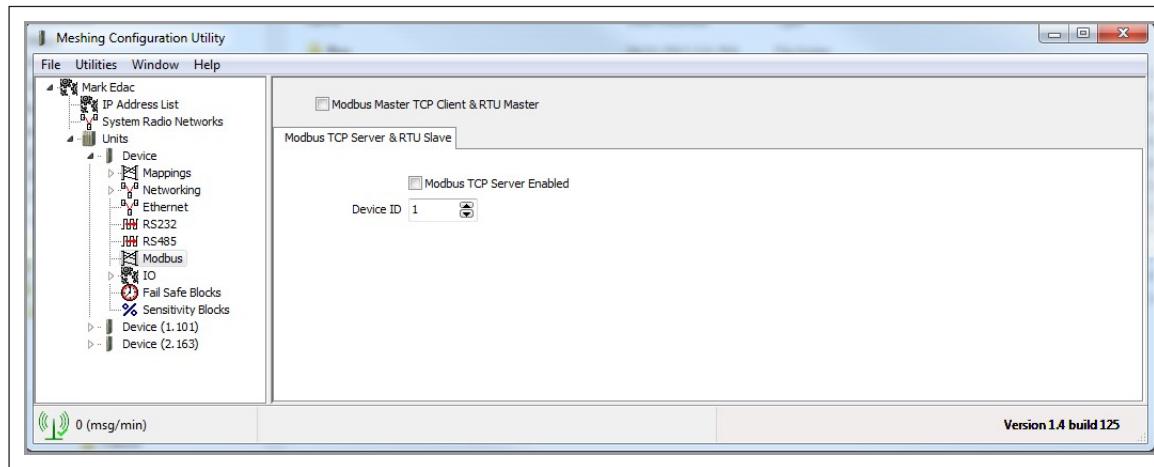 Meshing Configuration Utility
File Utilities Window Help
Mark Edac
IP Address List
System Radio Networks
Units
Device
Mappings
Networking
Ethernet
RS232
RS485
Modbus
IO
Fail Safe Blocks
Sensitivity Blocks
Device (1.101)
Device (2.163)
Modbus Master TCP Client & RTU Master
Modbus TCP Server & RTU Slave
Modbus TCP Server Enabled
Device ID 1
0 (msg/min)
Version 1.4 build 125